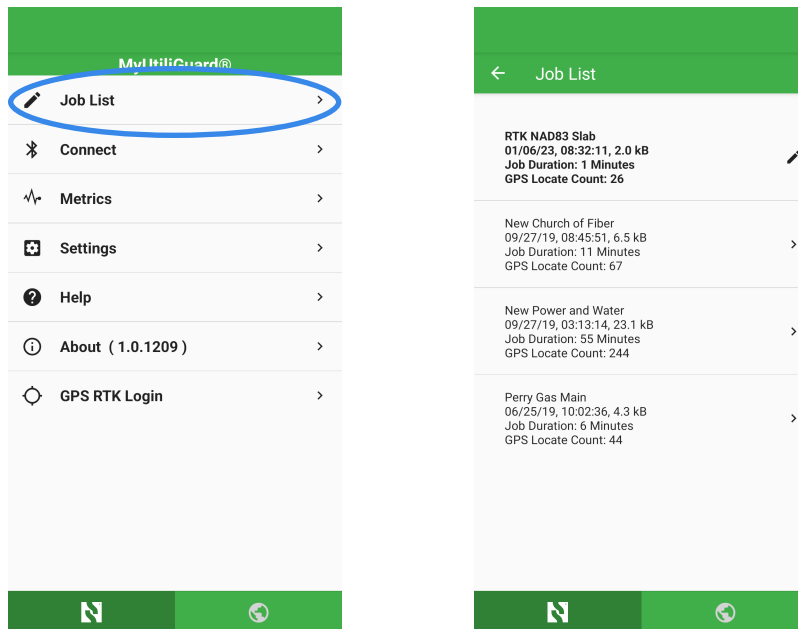 MyUtiliGuard®
Job List
Connect
Metrics
Settings
Help
About ( 1.0.1209 )
GPS RTK Login
Job List
RTK NAD83 Slab
01/06/23, 08:32:11, 2.0 kB
Job Duration: 1 Minutes
GPS Locate Count: 26
New Church of Fiber
09/27/19, 08:45:51, 6.5 kB
Job Duration: 11 Minutes
GPS Locate Count: 67
New Power and Water
09/27/19, 03:13:14, 23.1 kB
Job Duration: 55 Minutes
GPS Locate Count: 244
Perry Gas Main
06/25/19, 10:02:36, 4.3 kB
Job Duration: 6 Minutes
GPS Locate Count: 44